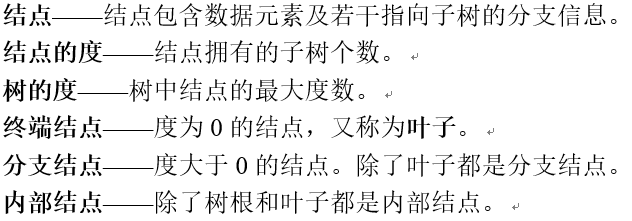 结点——结点包含数据元素及若干指向子树的分支信息。
结点的度——结点拥有的子树个数。
树的度——树中结点的最大度数。
终端结点——度为 0 的结点，又称为叶子。
分支结点——度大于 0 的结点。除了叶子都是分支结点。
内部结点——除了树根和叶子都是内部结点。